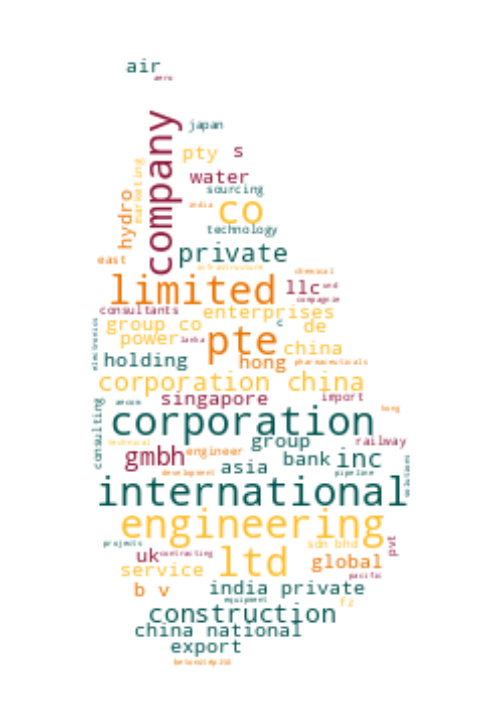 air
aero
company
japan
pty s
marketing
water
sourcing
hydro
india
co
technology
east
private
infrastructure
chemical
limited
llc
und
compagnie
consultants
enterprises
electronics
group co
c
de
power
lanka
pte
china
holding
hong
pharmaceuticals
corporation china
singapore
import
aecom
kong
consulting
corporation
technical
group
railway
gmbh
engineer
asia
bank
inc
development
pipeline
solutions
international
engineering
projects
sdn bhd
pvt
uk
contracting
ltd
global
service
pacific
b v
india private
equipment
fz
construction
china national
export